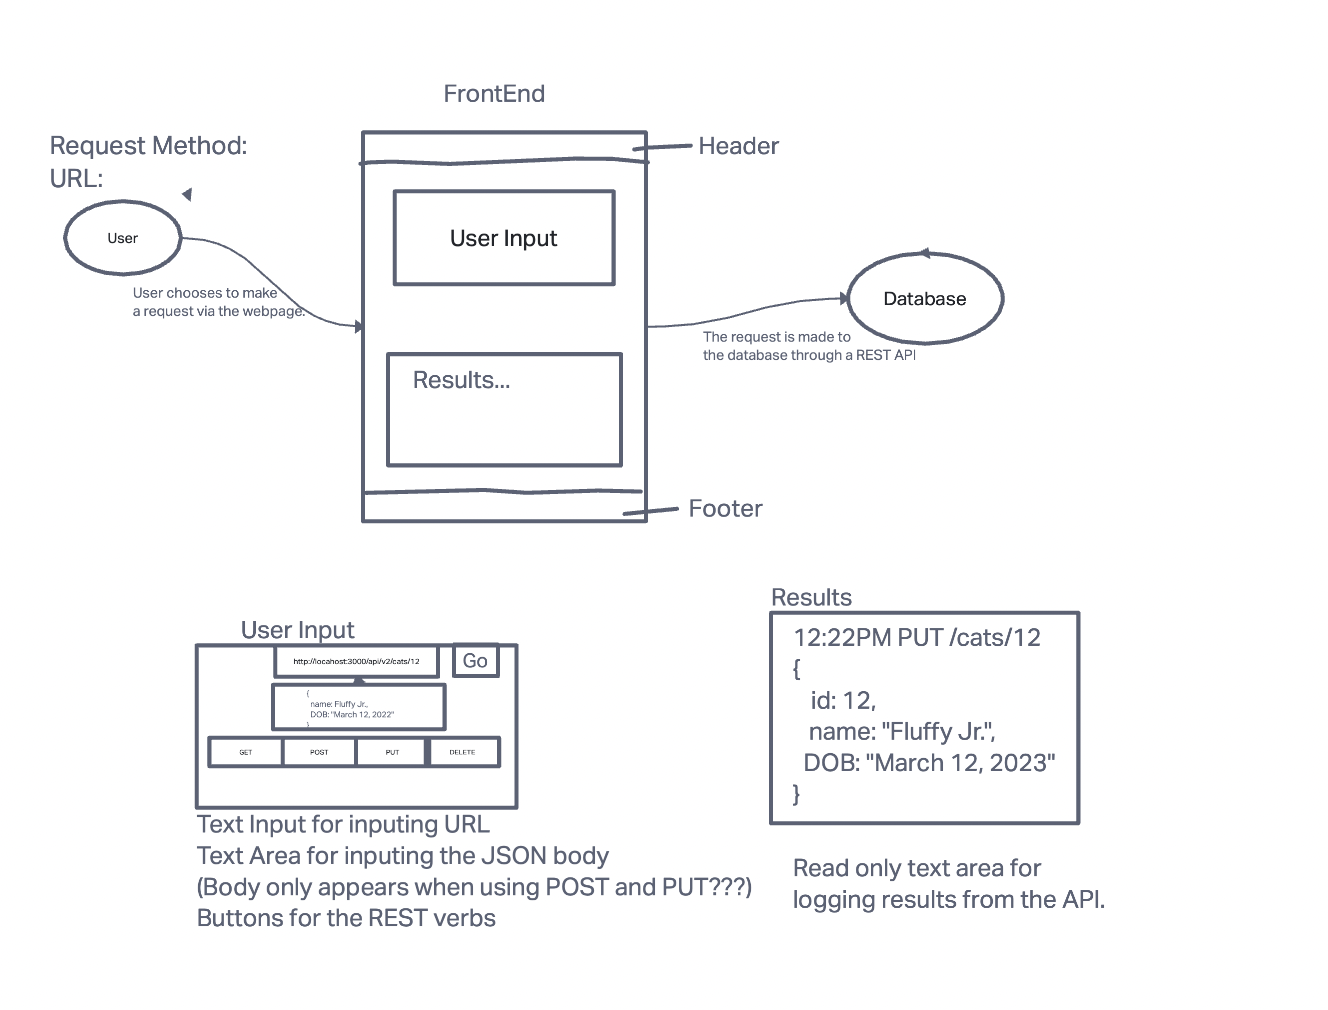 FrontEnd
Request Method:
URL:
Header
User
User Input
User chooses to make
a request via the webpage.
Database
The request is made to
the database through a REST API
Results...
Footer
User Input
http://locahost:3000/api/v2/cats/12
Go
{
name: Fluffy Jr.,
DOB: "March 12, 2022"
}
GET
POST
PUT
DELETE
Text Input for inputing URL
Text Area for inputing the JSON body
(Body only appears when using POST and PUT???)
Buttons for the REST verbs
Results
12:22PM PUT /cats/12
{
id: 12,
name: "Fluffy Jr.",
DOB: "March 12, 2023"
}
Read only text area for
logging results from the API.